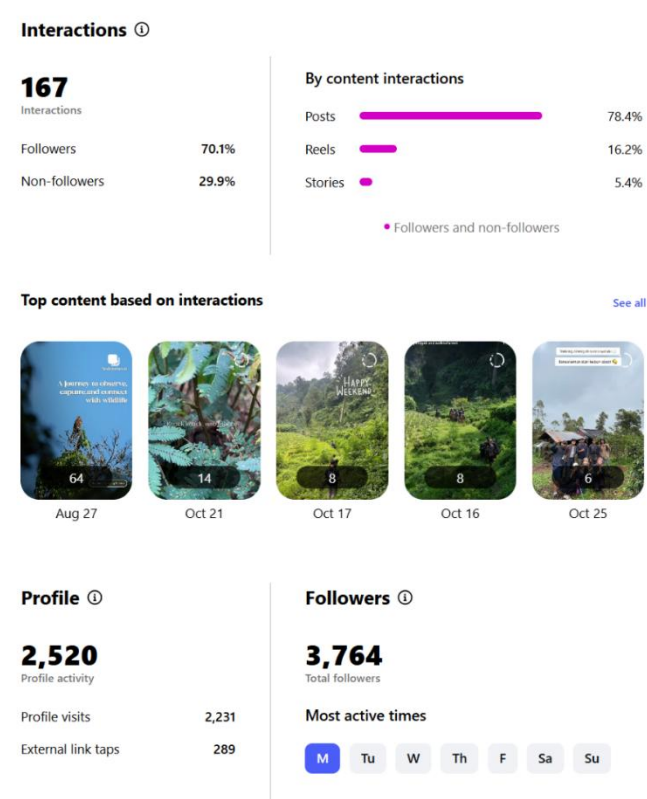 Interactions
167
Interactions
Followers 70.1%
Non-followers 29.9%
By content interactions
Posts 78.4%
Reels 16.2%
Stories 5.4%
Followers and non-followers
Top content based on interactions
See all
A journey to observe,
capture,and connect
with wildlife
64
Aug 27
14
Oct 21
HAPPY
WEEKEND
8
Oct 17
8
Oct 16
6
Oct 25
Profile
2,520
Profile activity
Profile visits 2,231
External link taps 289
Followers
3,764
Total followers
Most active times
M Tu W Th F Sa Su